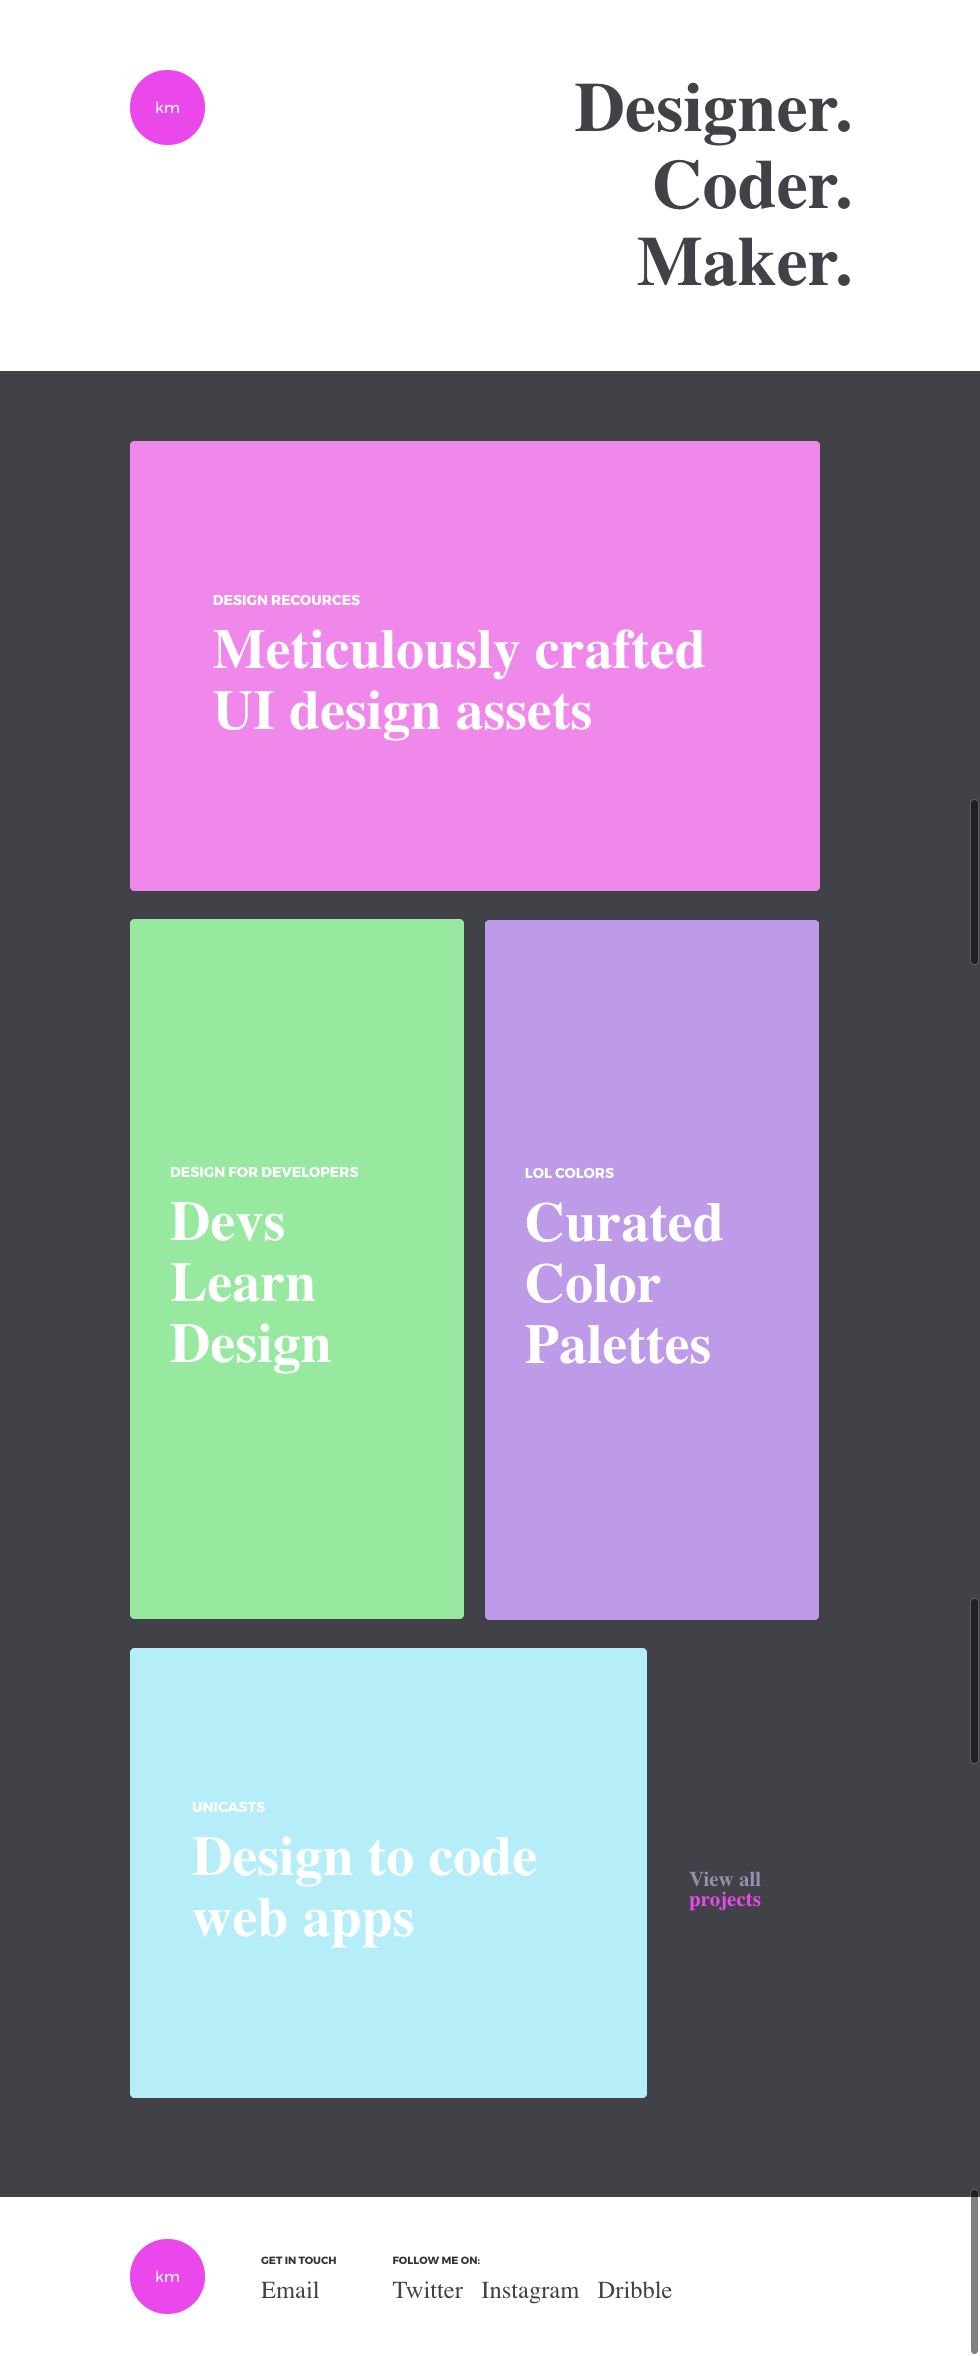 km
Designer.
Coder.
Maker.
DESIGN RECOURCES
Meticulously crafted
UI design assets
DESIGN FOR DEVELOPERS
Devs
Learn
Design
LOL COLORS
Curated
Color
Palettes
UNICASTS
Design to code
web apps
View all
projects
km
GET IN TOUCH
Email
FOLLOW ME ON:
Twitter Instagram Dribble